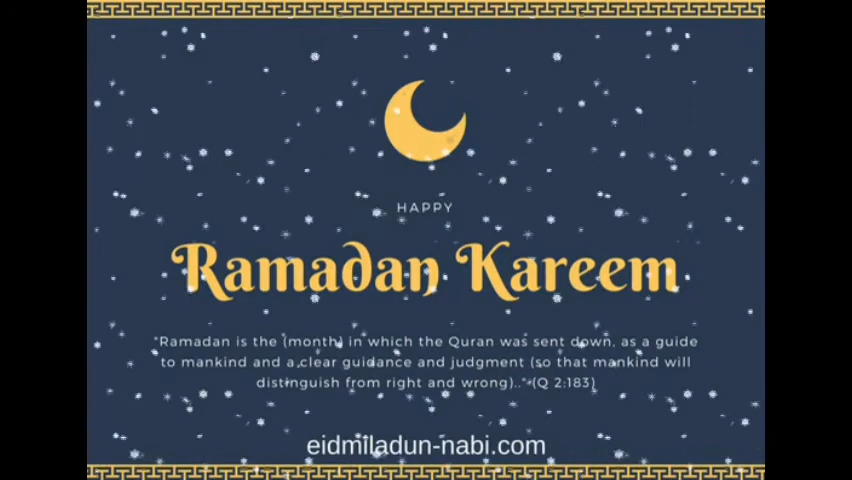 HAPPY
Ramadan Kareem
"Ramadan is the (month) in which the Quran was sent down, as a guide
to mankind and a clear guidance and judgment (so that mankind will
distinguish from right and wrong).." (Q 2:183)
eidmiladun-nabi.com